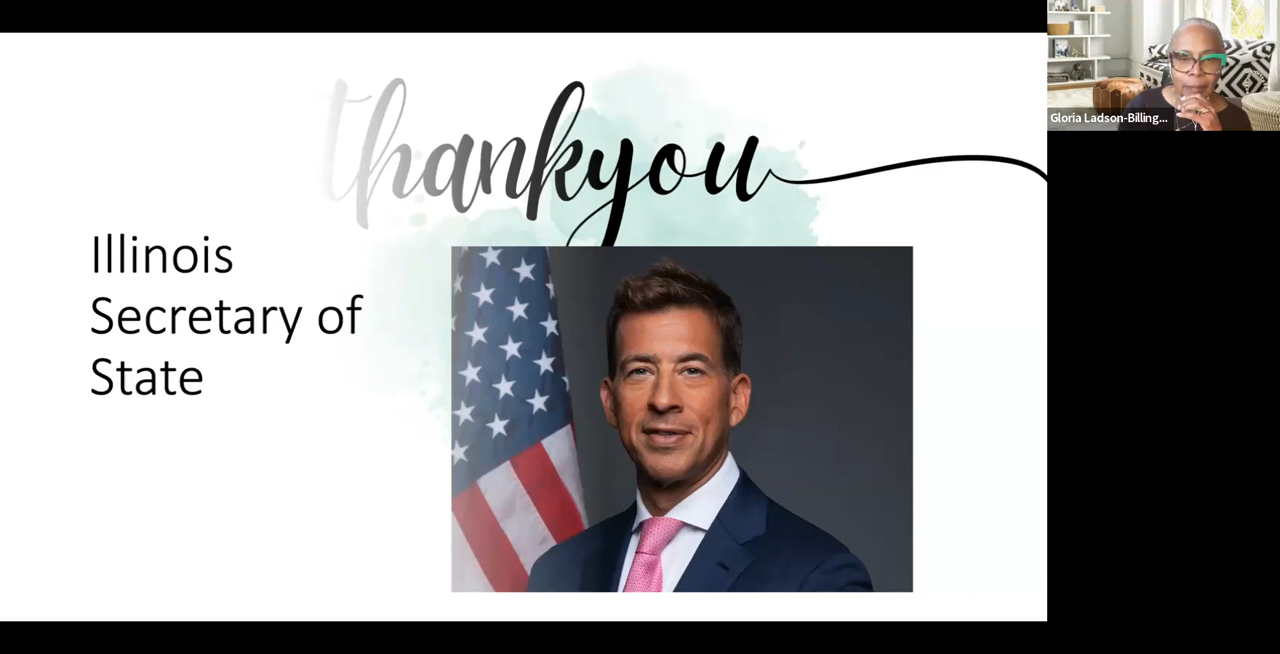 thankyou
Illinois
Secretary of
State
Gloria Ladson-Billing...